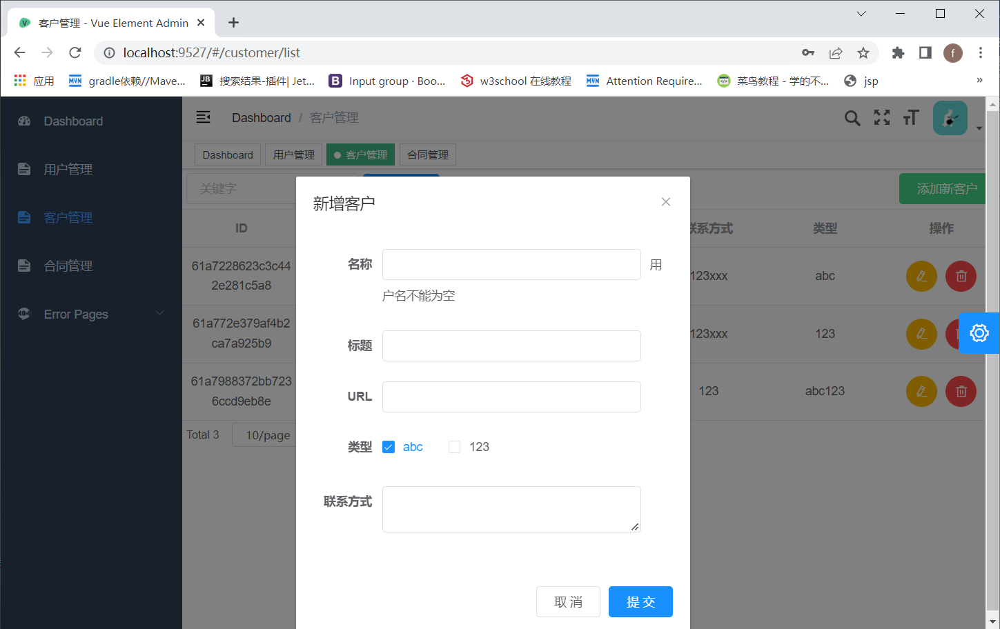 客户管理 - Vue Element Admin
localhost:9527/#/customer/list
f
应用
gradle依赖//Mave...
搜索结果-插件| Jet...
Input group · Boo...
w3school 在线教程
Attention Require...
菜鸟教程 - 学的不...
jsp
»
Dashboard
用户管理
客户管理
合同管理
404
Error Pages
Dashboard / 客户管理
Dashboard
用户管理
客户管理
合同管理
关键字
添加新客户
ID
联系方式
类型
操作
61a7228623c3c44
2e281c5a8
123xxx
abc
61a772e379af4b2
ca7a925b9
123xxx
123
61a7988372bb723
6ccd9eb8e
123
abc123
Total 3
10/page
新增客户
名称
用
户名不能为空
标题
URL
类型
abc
123
联系方式
取 消
提 交